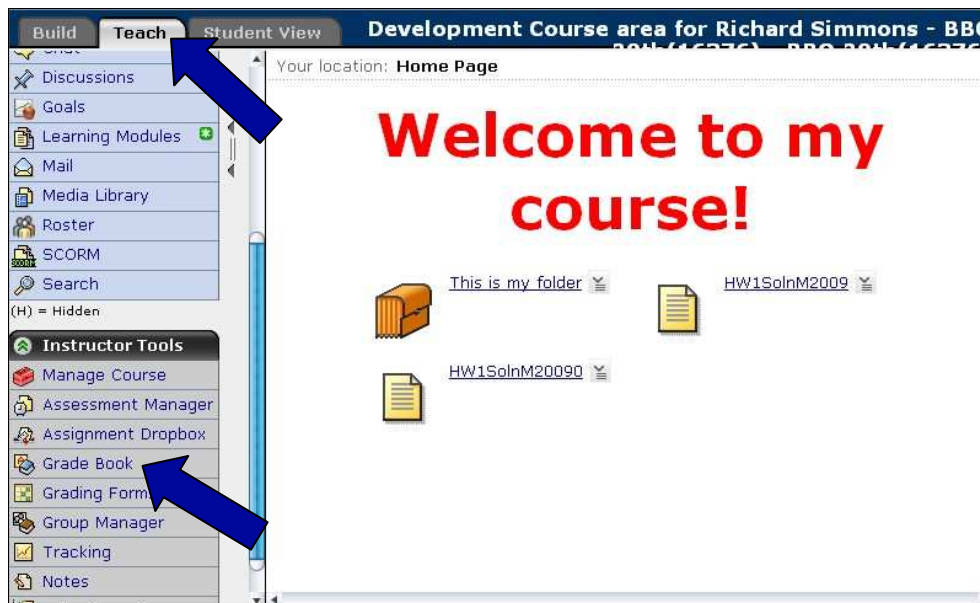 Build Teach Student View
Development Course area for Richard Simmons - BB
Your location: Home Page
Discussions
Goals
Learning Modules
Mail
Media Library
Roster
SCORM
Search
(H) = Hidden
Instructor Tools
Manage Course
Assessment Manager
Assignment Dropbox
Grade Book
Grading Form
Group Manager
Tracking
Notes
Welcome to my
course!
This is my folder
HW1SolnM2009
HW1SolnM20090